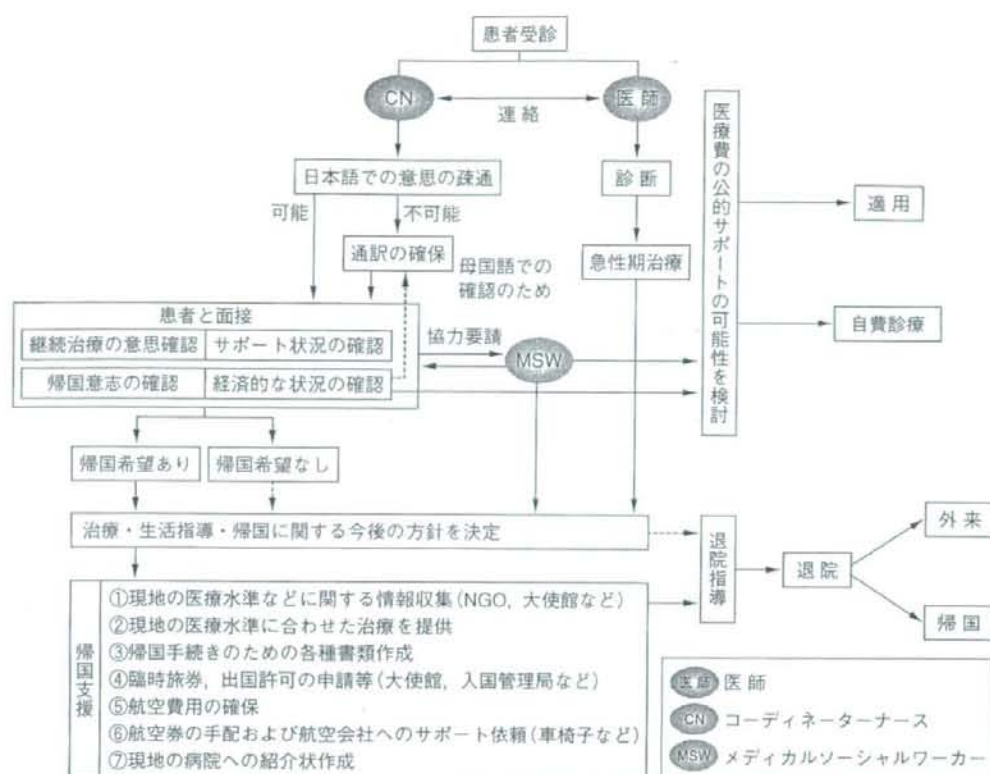 患者受診
CN
医師
連絡
日本語での意思の疎通
診断
可能
不可能
通訳の確保
母国語での
確認のため
急性期治療
医療費の公的サポートの可能性を検討
適用
自費診療
患者と面接
継続治療の意思確認
サポート状況の確認
帰国意志の確認
経済的な状況の確認
協力要請
MSW
帰国希望あり
帰国希望なし
治療・生活指導・帰国に関する今後の方針を決定
退院指導
退院
外来
帰国
帰国支援
①現地の医療水準などに関する情報収集(NGO, 大使館など)
②現地の医療水準に合わせた治療を提供
③帰国手続きのための各種書類作成
④臨時旅券, 出国許可の申請等(大使館, 入国管理局など)
⑤航空費用の確保
⑥航空券の手配および航空会社へのサポート依頼(車椅子など)
⑦現地の病院への紹介状作成
医師 医師
CN コーディネーターナース
MSW メディカルソーシャルワーカー